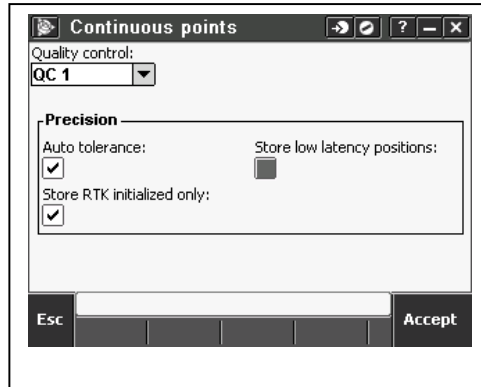 Continuous points ? – ×
Quality control:
QC 1
Precision
Auto tolerance: Store low latency positions:
Store RTK initialized only:
Esc Accept